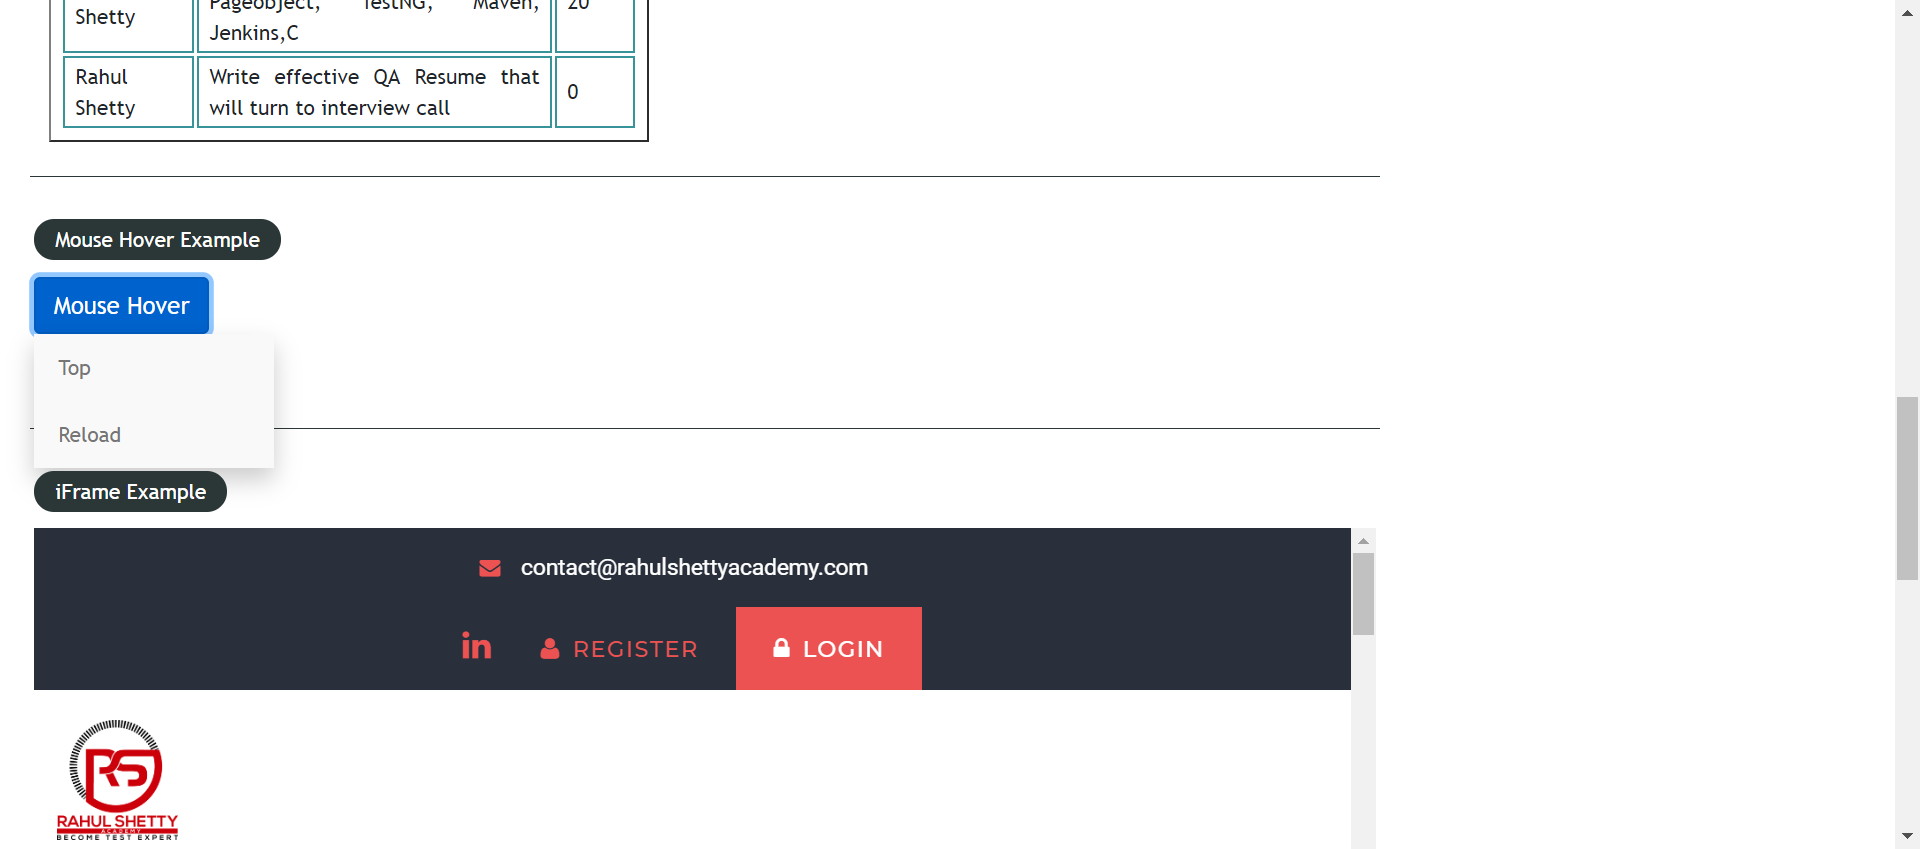 Shetty
Pageobject, TestNG, Maven,
Jenkins,C
20
Rahul
Shetty
Write effective QA Resume that
will turn to interview call
0
Mouse Hover Example
Mouse Hover
Top
Reload
iFrame Example
contact@rahulshettyacademy.com
in
REGISTER
LOGIN
RS
RAHUL SHETTY
ACADEMY
BECOME TEST EXPERT